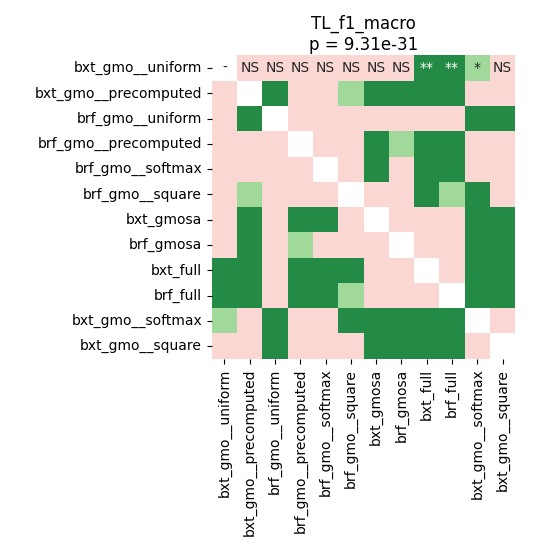 TL_f1_macro
p = 9.31e-31
bxt_gmo__uniform - NS NS NS NS NS NS NS ** ** * NS
bxt_gmo__precomputed
brf_gmo__uniform
brf_gmo__precomputed
brf_gmo__softmax
brf_gmo__square
bxt_gmosa
brf_gmosa
bxt_full
brf_full
bxt_gmo__softmax
bxt_gmo__square
bxt_gmo__uniform
bxt_gmo__precomputed
brf_gmo__uniform
brf_gmo__precomputed
brf_gmo__softmax
brf_gmo__square
bxt_gmosa
brf_gmosa
bxt_full
brf_full
bxt_gmo__softmax
bxt_gmo__square